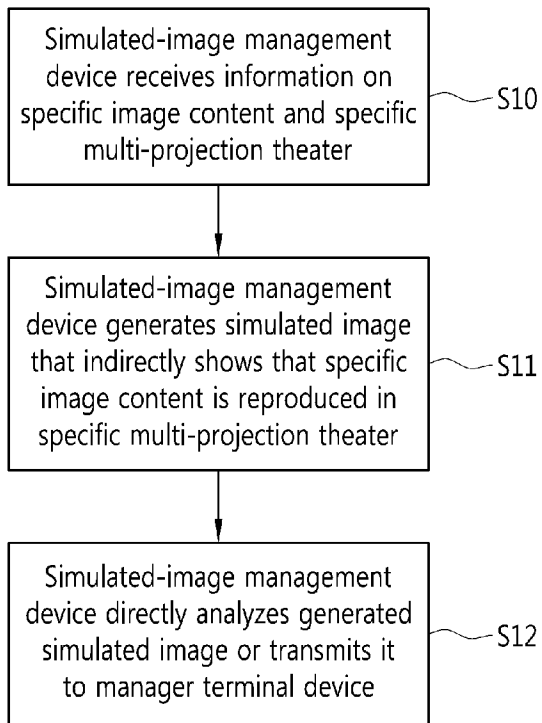 Simulated-image management
device receives information on
specific image content and specific
multi-projection theater
S10
Simulated-image management
device generates simulated image
that indirectly shows that specific
image content is reproduced in
specific multi-projection theater
S11
Simulated-image management
device directly analyzes generated
simulated image or transmits it
to manager terminal device
S12